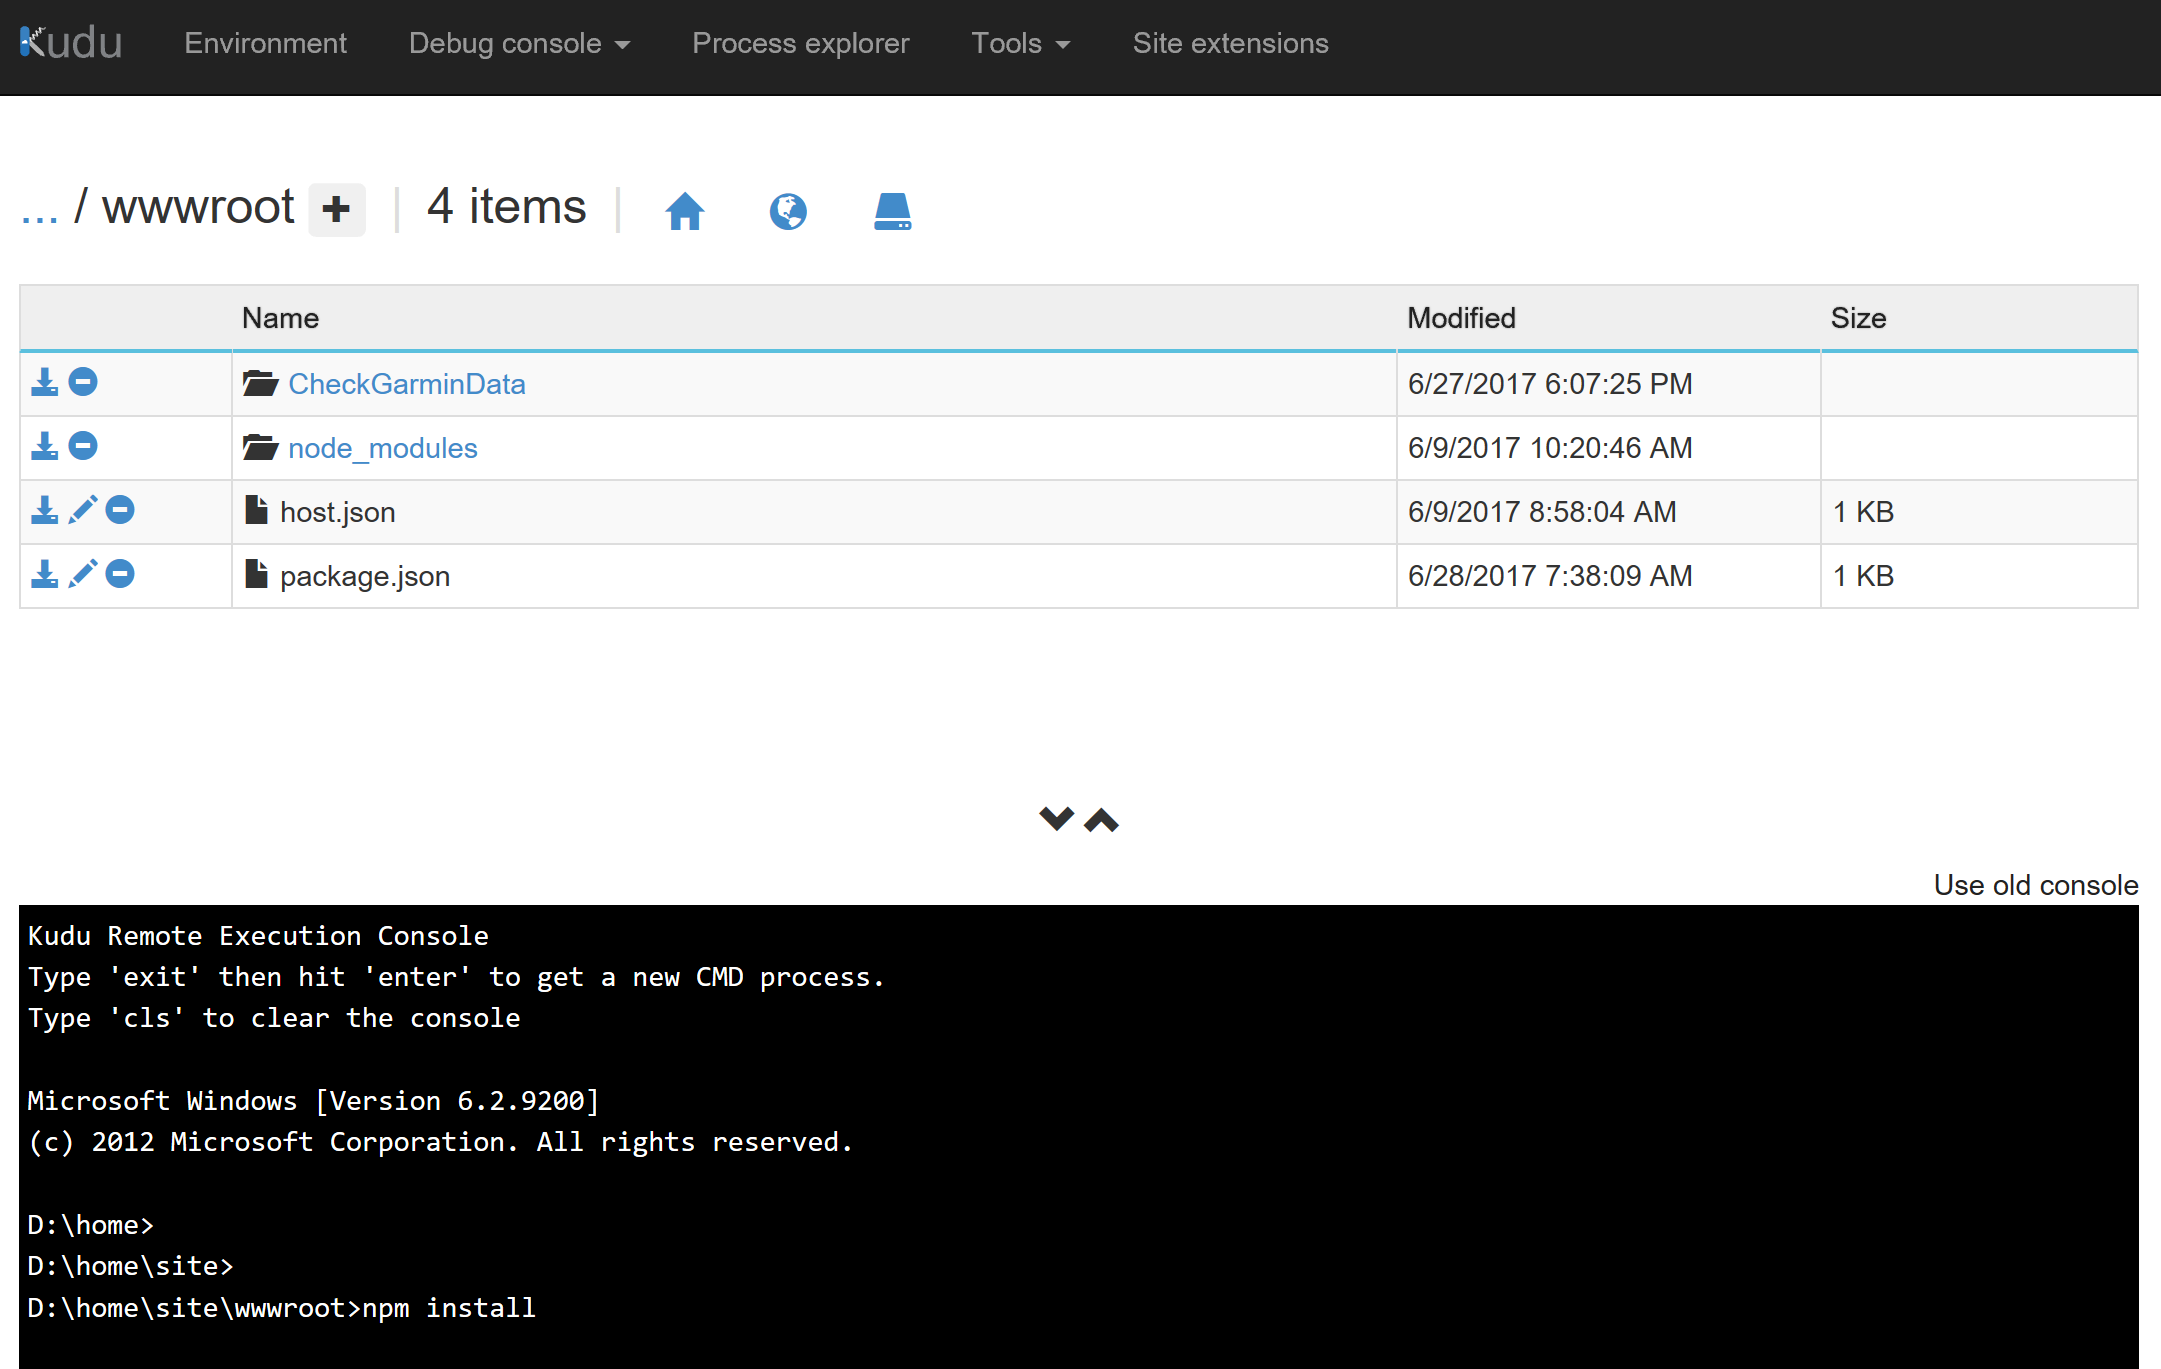 Kudu Environment Debug console Process explorer Tools Site extensions
... / wwwroot | 4 items |
Name Modified Size
CheckGarminData 6/27/2017 6:07:25 PM
node_modules 6/9/2017 10:20:46 AM
host.json 6/9/2017 8:58:04 AM 1 KB
package.json 6/28/2017 7:38:09 AM 1 KB
Use old console
Kudu Remote Execution Console
Type 'exit' then hit 'enter' to get a new CMD process.
Type 'cls' to clear the console
Microsoft Windows [Version 6.2.9200]
(c) 2012 Microsoft Corporation. All rights reserved.
D:\home>
D:\home\site>
D:\home\site\wwwroot>npm install